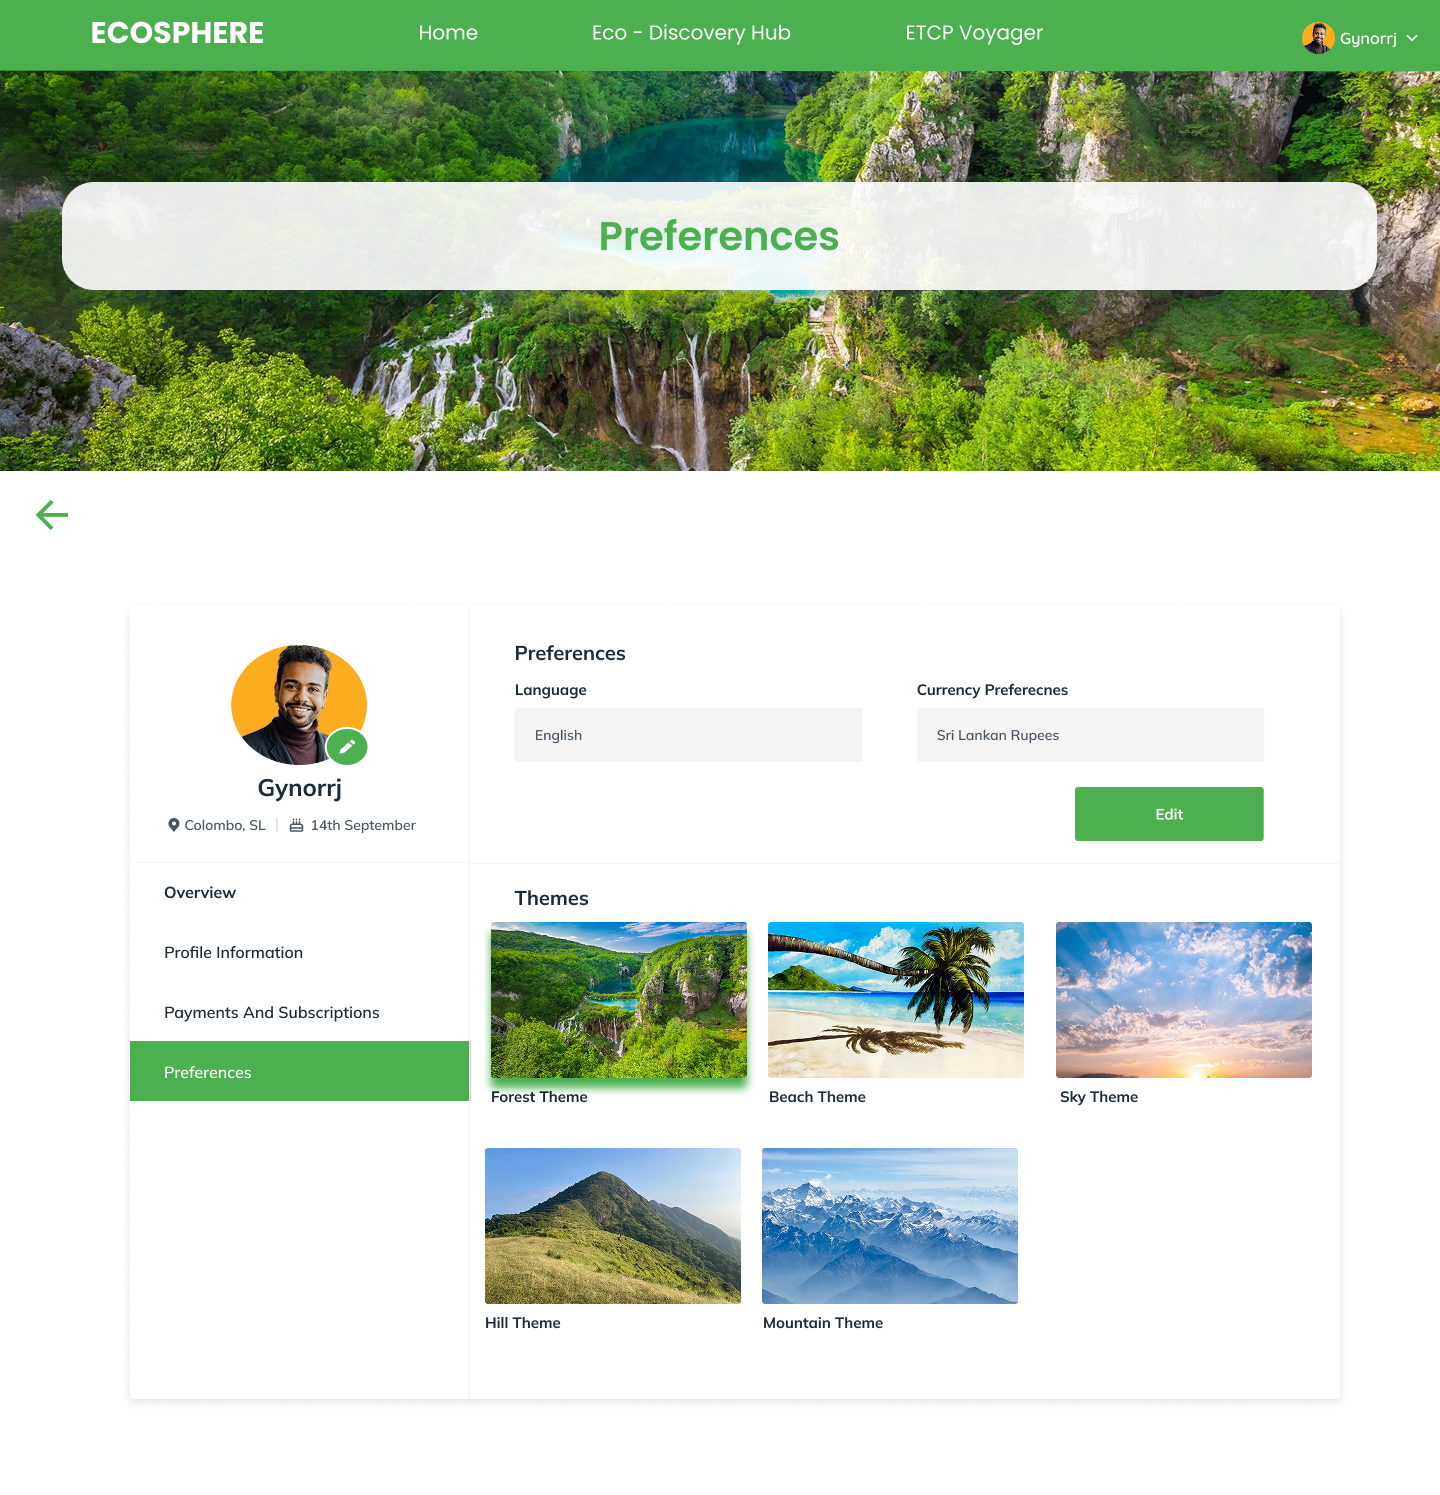 ECOSPHERE
Home
Eco - Discovery Hub
ETCP Voyager
Gynorrj
Preferences
Gynorrj
Colombo, SL
14th September
Overview
Profile Information
Payments And Subscriptions
Preferences
Preferences
Language
Currency Preferecnes
English
Sri Lankan Rupees
Edit
Themes
Forest Theme
Beach Theme
Sky Theme
Hill Theme
Mountain Theme